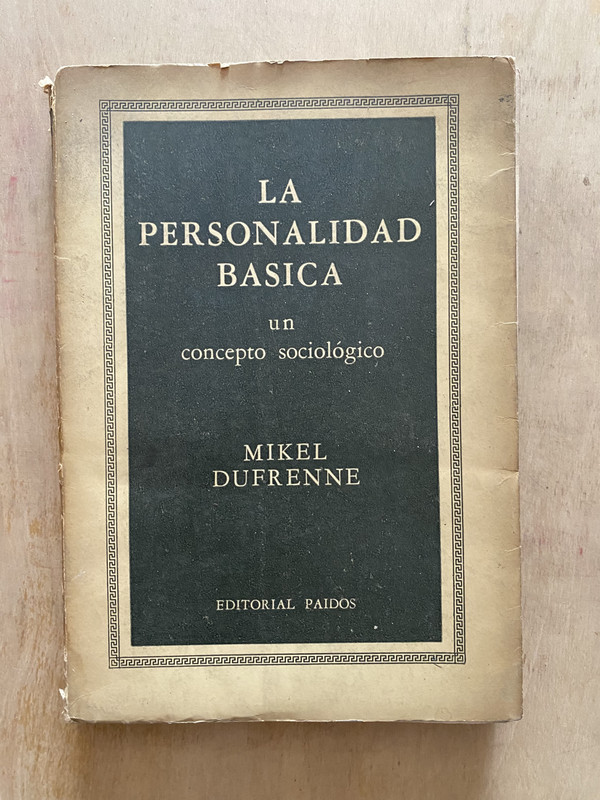 LA
PERSONALIDAD
BASICA
un
concepto sociológico
MIKEL
DUFRENNE
EDITORIAL PAIDOS